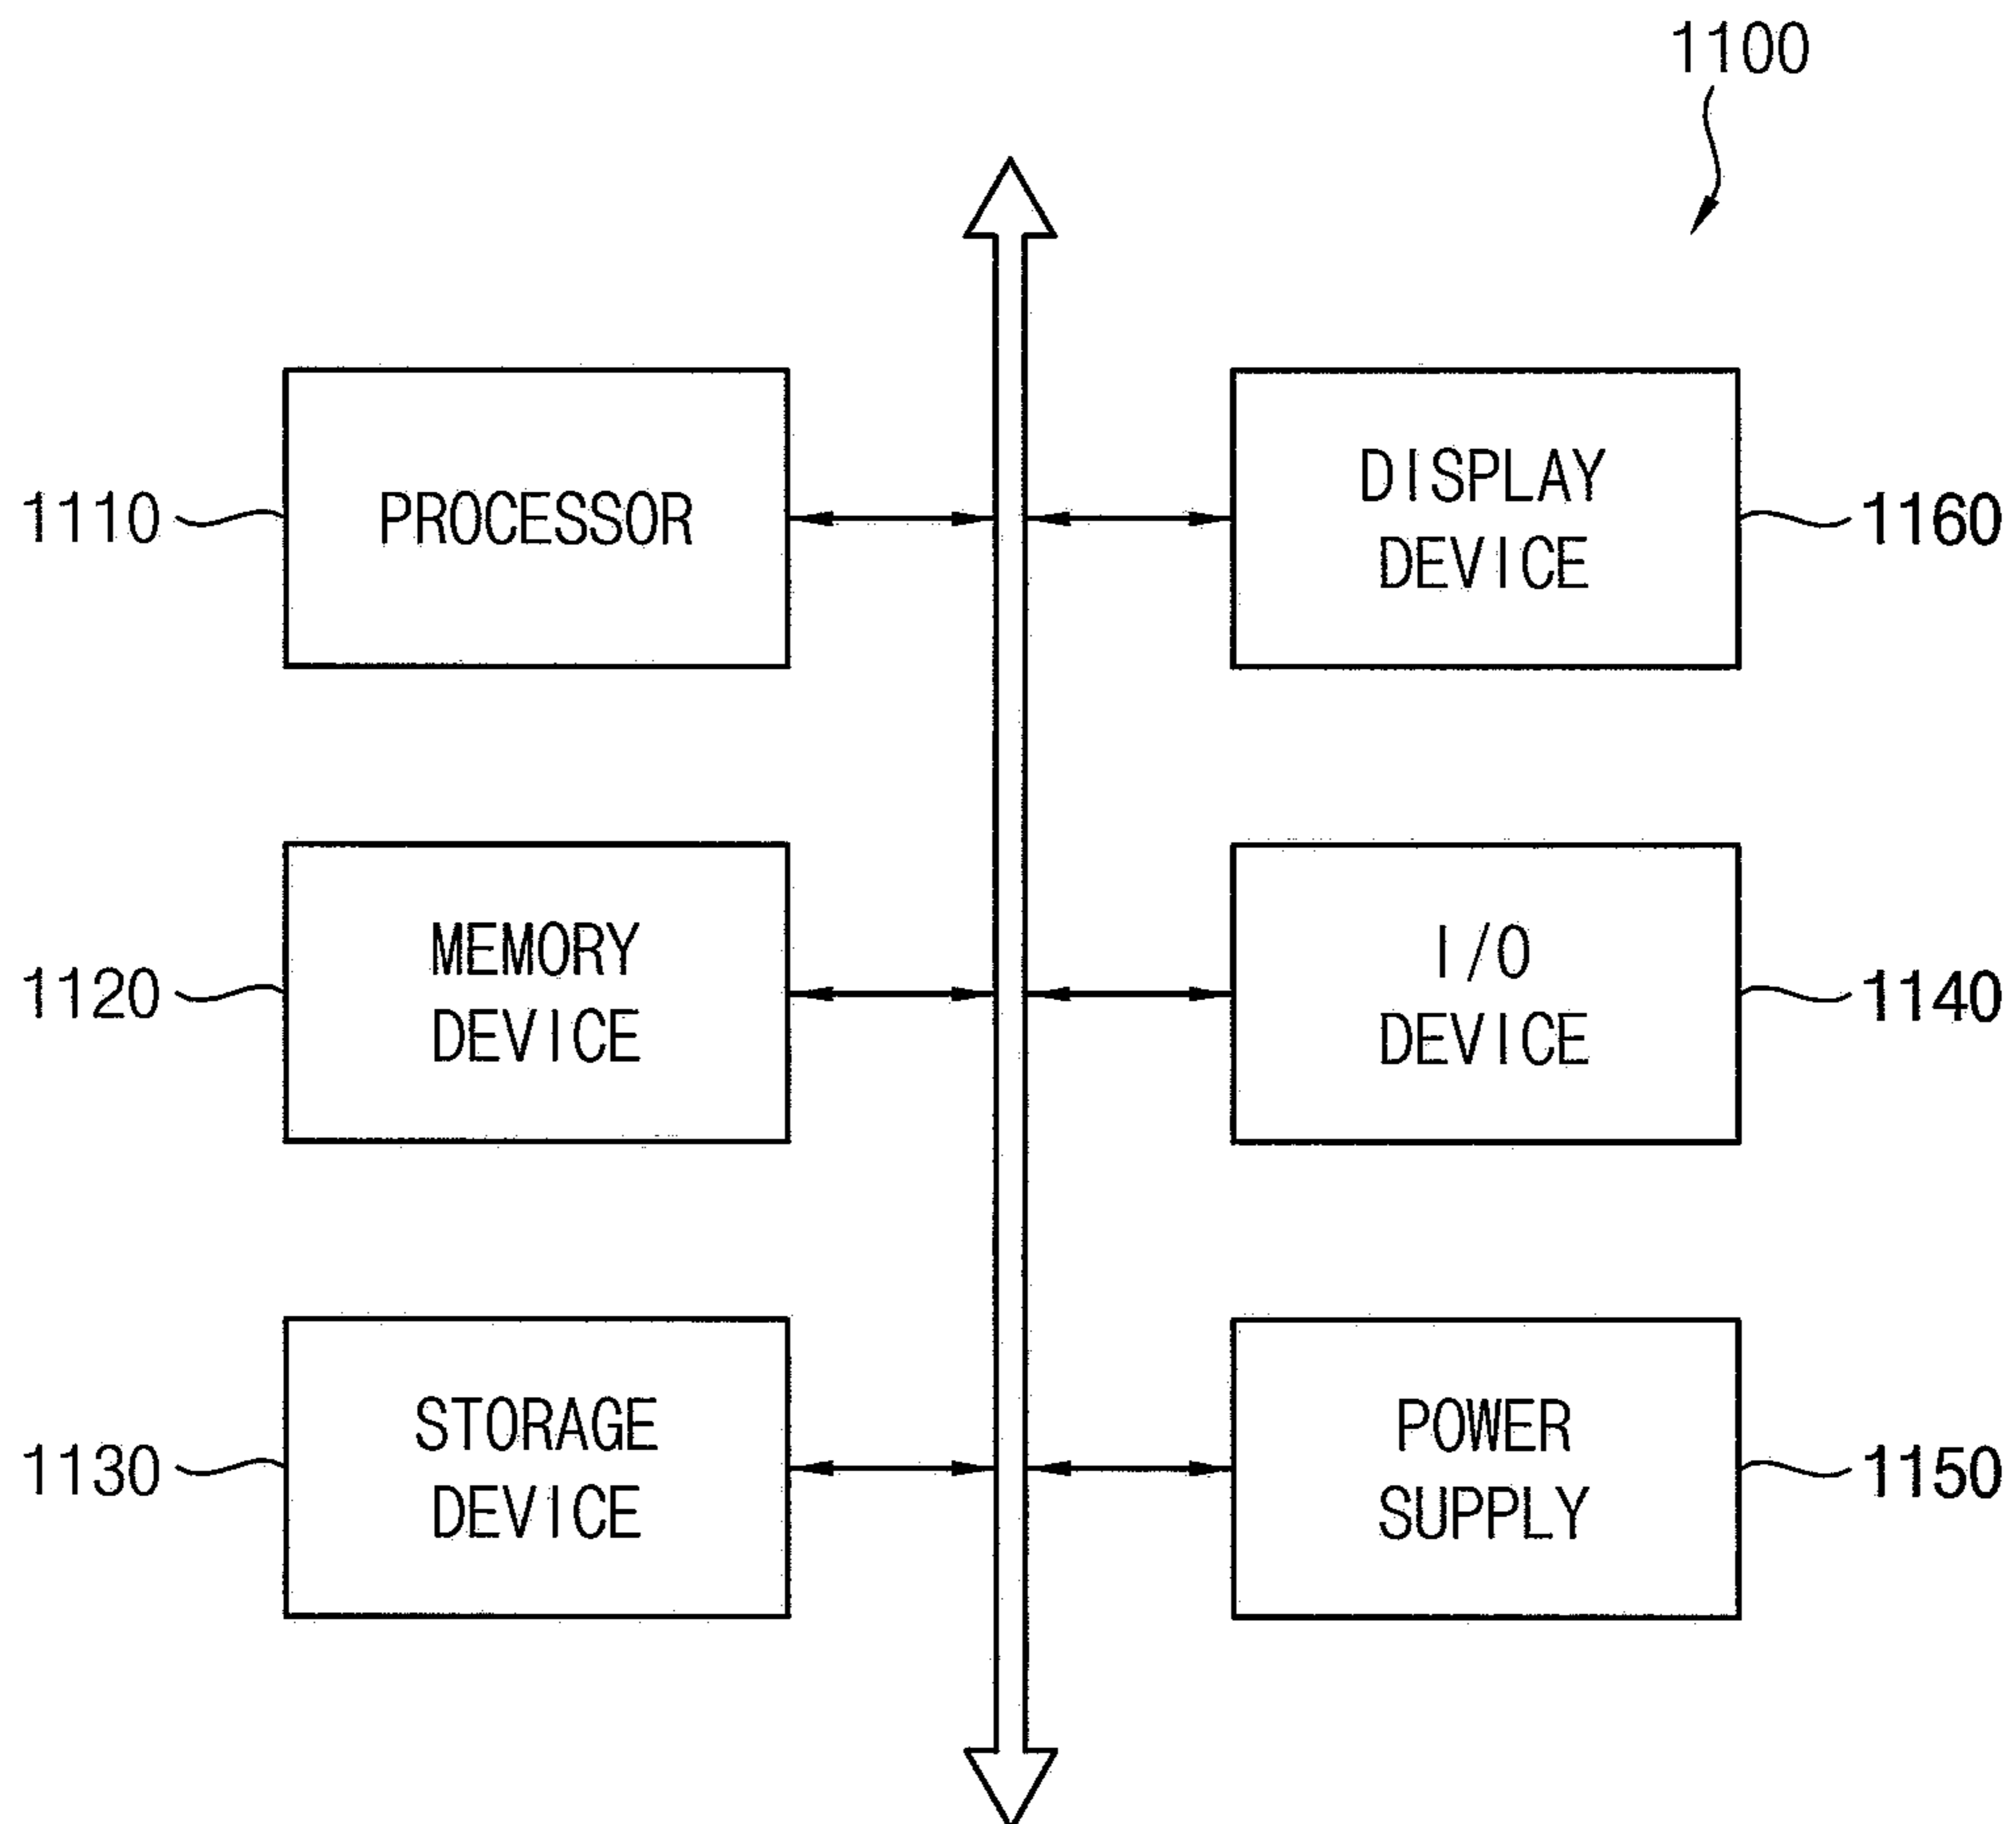 1100
1110
PROCESSOR
DISPLAY
DEVICE
1160
1120
MEMORY
DEVICE
I/O
DEVICE
1140
1130
STORAGE
DEVICE
POWER
SUPPLY
1150